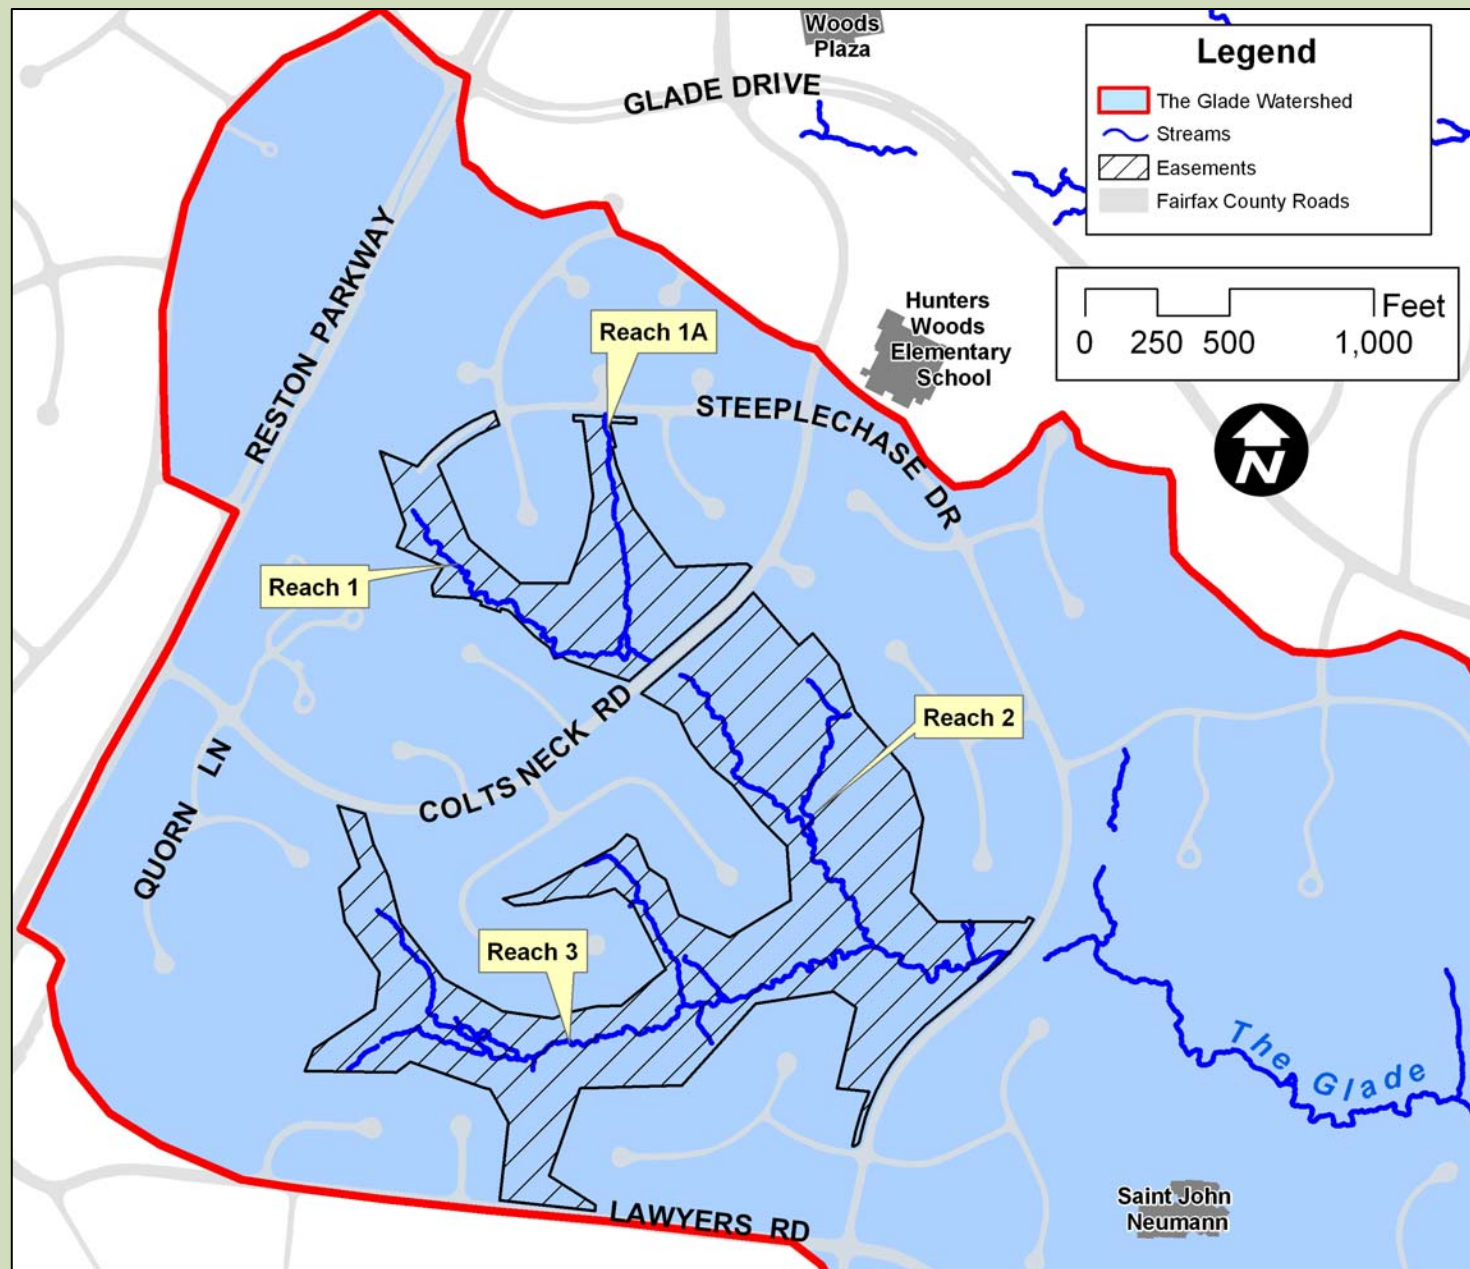 Woods
Plaza
GLADE DRIVE
Legend
The Glade Watershed
Streams
Easements
Fairfax County Roads
Feet
0 250 500 1,000
N
Hunters
Woods
Elementary
School
RESTON PARKWAY
Reach 1A
STEEPLECHASE DR
Reach 1
Reach 2
COLTS NECK RD
QUORN LN
Reach 3
The Glade
Saint John
Neumann
LAWYERS RD